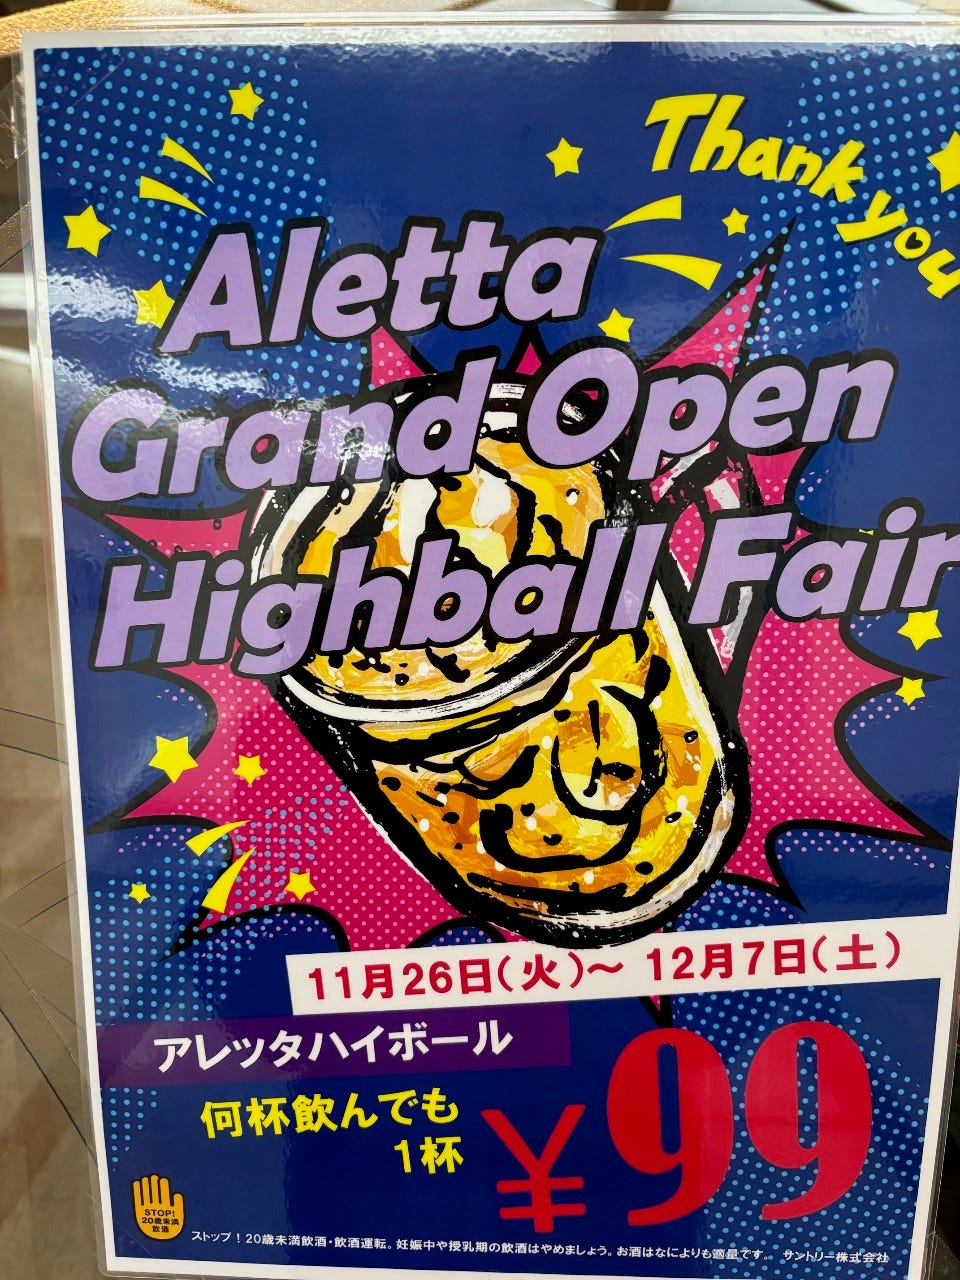 Thank you
Aletta
Grand Open
Highball Fair
11月26日(火)～ 12月7日(土)
アレッタハイボール
何杯飲んでも
1杯
¥99
STOP!
20歳未満
飲酒
ストップ！20歳未満飲酒・飲酒運転。妊娠中や授乳期の飲酒はやめましょう。お酒はなによりも適量です。 サントリー株式会社